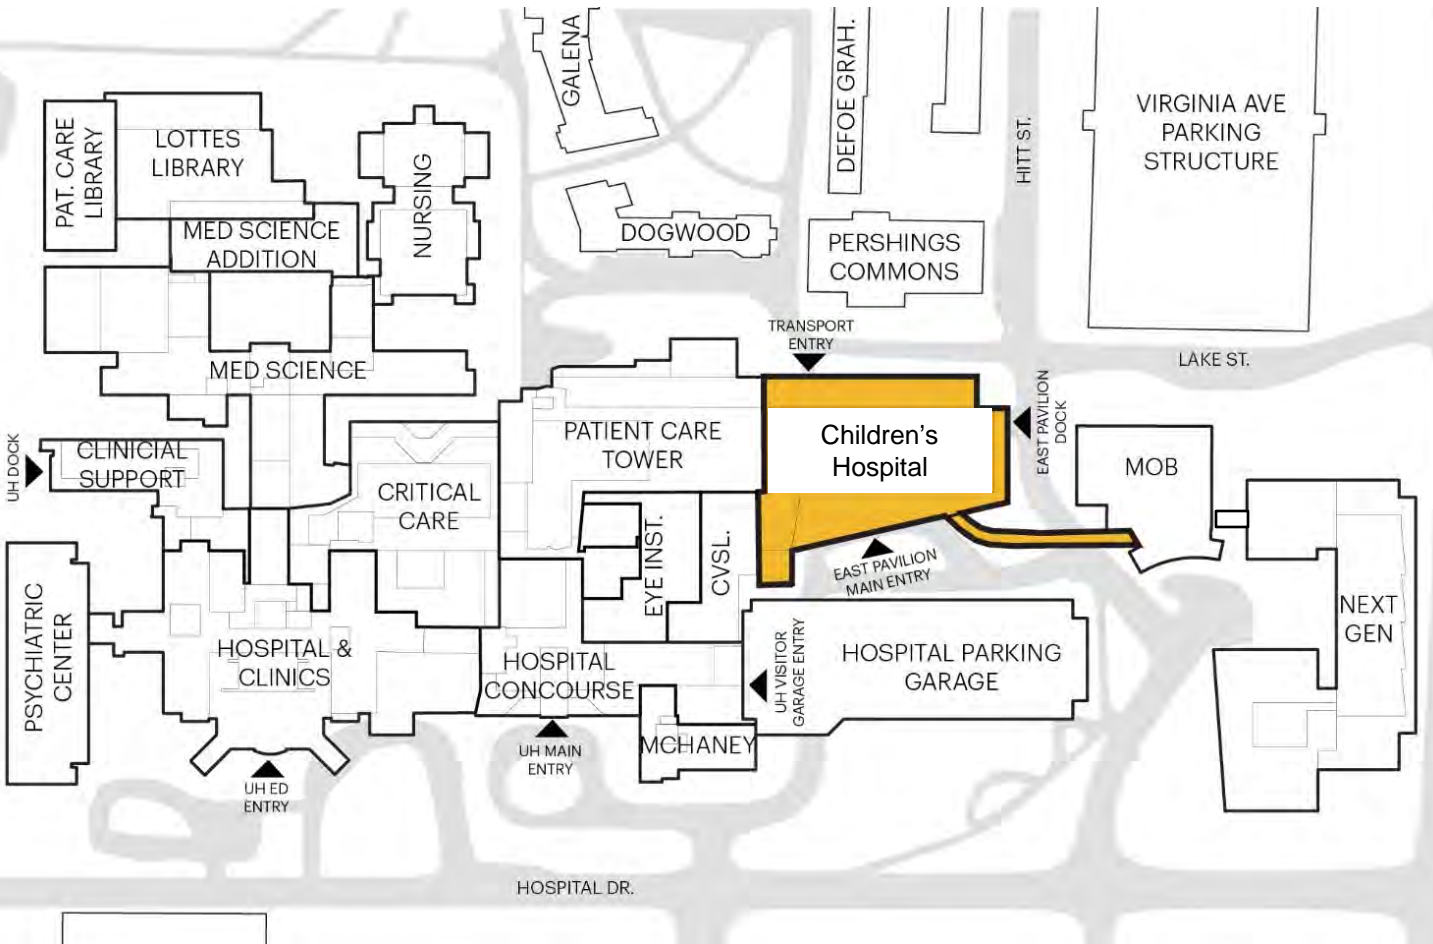 GALENA
DEFOE GRAH.
HITT ST.
VIRGINIA AVE
PARKING
STRUCTURE
PAT. CARE
LIBRARY
LOTTES
LIBRARY
NURSING
MED SCIENCE
ADDITION
DOGWOOD
PERSHINGS
COMMONS
TRANSPORT
ENTRY
LAKE ST.
MED SCIENCE
EAST PAVILION
DOCK
UH DOCK
CLINICIAL
SUPPORT
PATIENT CARE
TOWER
Children's
Hospital
MOB
CRITICAL
CARE
EYE INST.
CVSL.
EAST PAVILION
MAIN ENTRY
PSYCHIATRIC
CENTER
NEXT
GEN
HOSPITAL &
CLINICS
HOSPITAL
CONCOURSE
UH VISITOR
GARAGE ENTRY
HOSPITAL PARKING
GARAGE
MCHANEY
UH MAIN
ENTRY
UH ED
ENTRY
HOSPITAL DR.